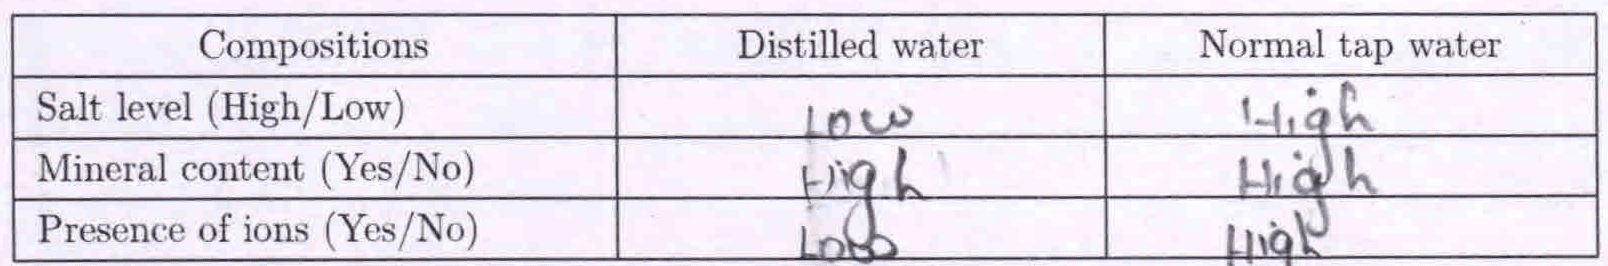 Compositions Distilled water Normal tap water
Salt level (High/Low) Low High
Mineral content (Yes/No) High High
Presence of ions (Yes/No) Low High